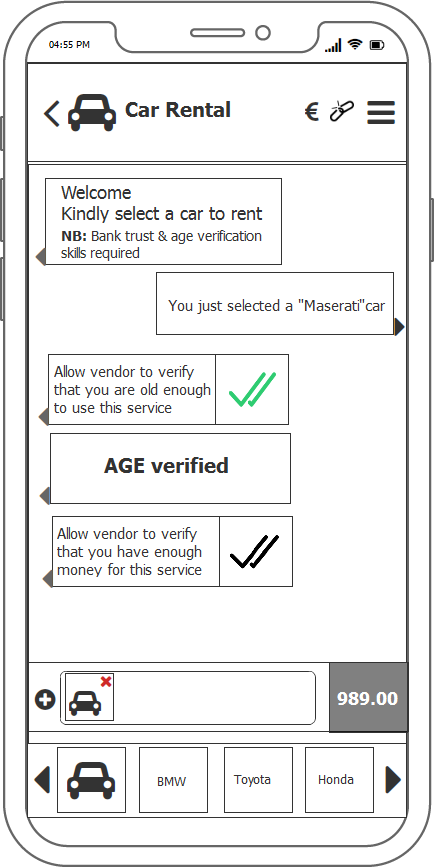 04:55 PM
Car Rental €
Welcome
Kindly select a car to rent
NB: Bank trust & age verification
skills required
You just selected a "Maserati"car
Allow vendor to verify
that you are old enough
to use this service
AGE verified
Allow vendor to verify
that you have enough
money for this service
989.00
BMW
Toyota
Honda